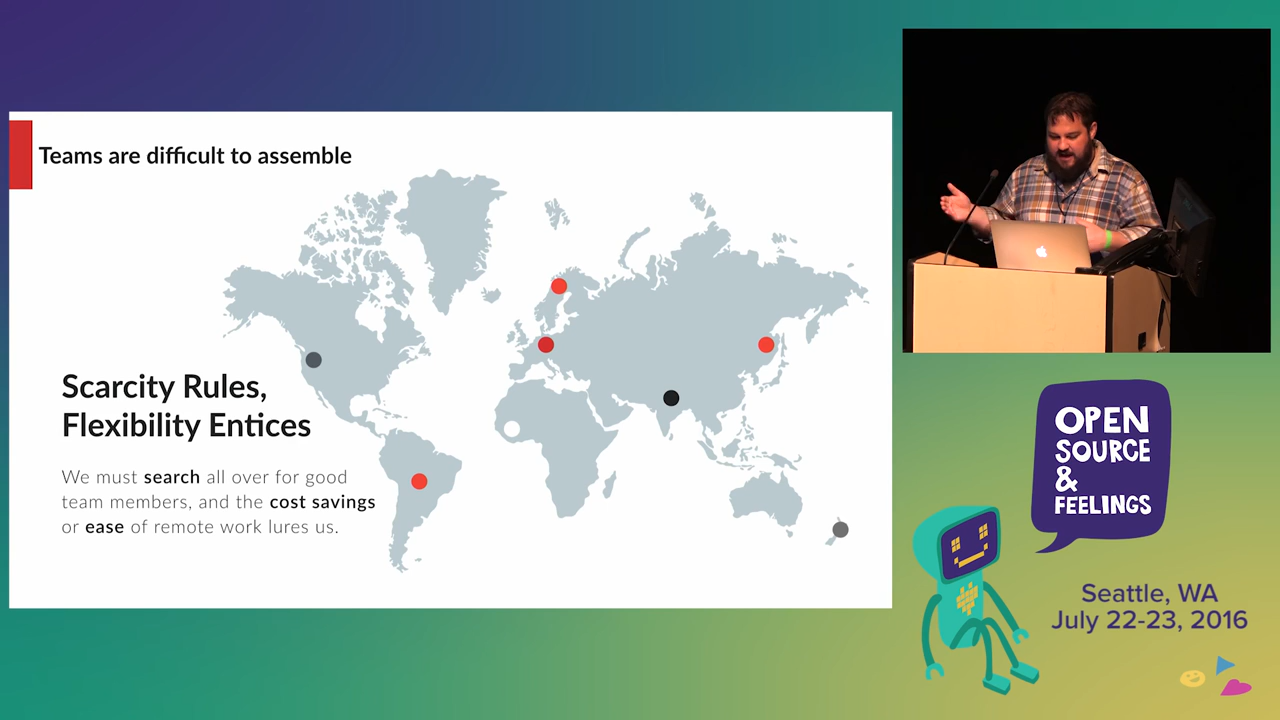 Teams are difficult to assemble
Scarcity Rules,
Flexibility Entices
We must search all over for good
team members, and the cost savings
or ease of remote work lures us.
OPEN
SOURCE
&
FEELINGS
Seattle, WA
July 22-23, 2016